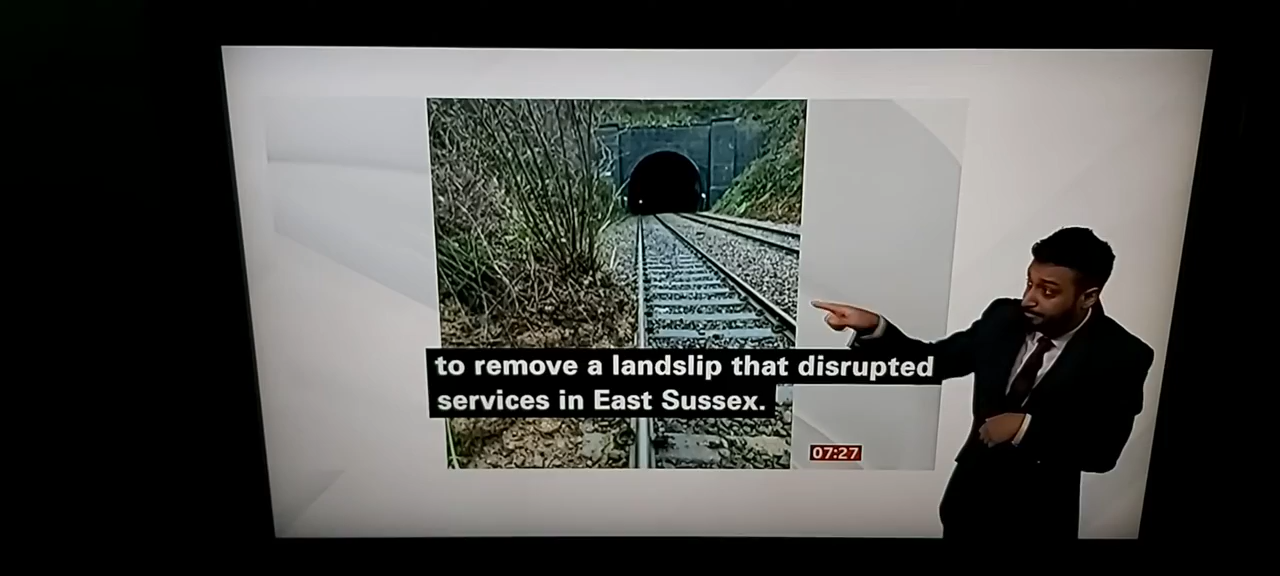 to remove a landslip that disrupted
services in East Sussex.
07:27